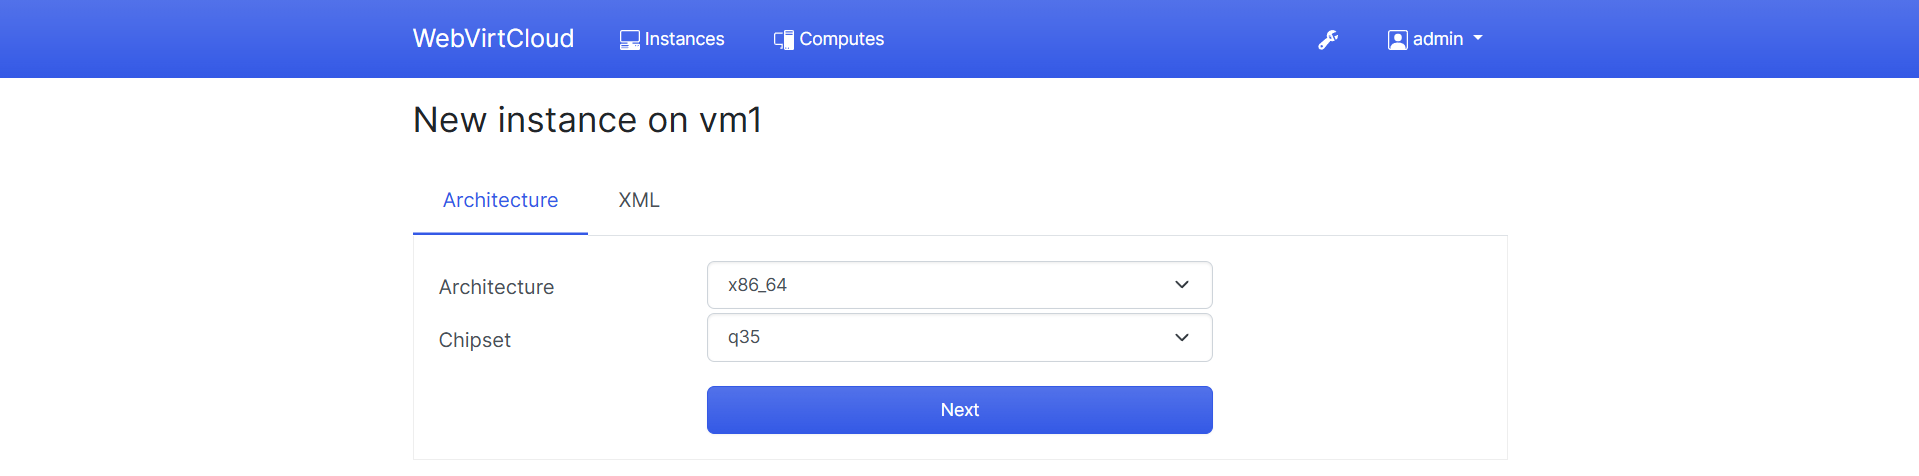 WebVirtCloud Instances Computes admin
New instance on vm1
Architecture XML
Architecture x86_64
Chipset q35
Next